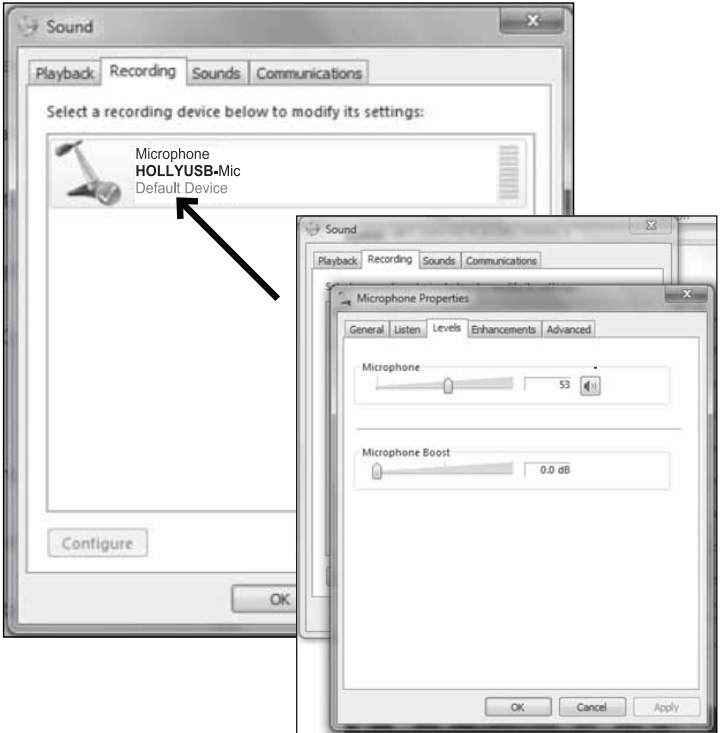 Sound
Playback Recording Sounds Communications
Select a recording device below to modify its settings:
Microphone
HOLLYUSB-Mic
Default Device
Configure
OK
Sound
Playback Recording Sounds Communications
Microphone Properties
General Listen Levels Enhancements Advanced
Microphone
53
Microphone Boost
0.0 dB
OK Cancel Apply